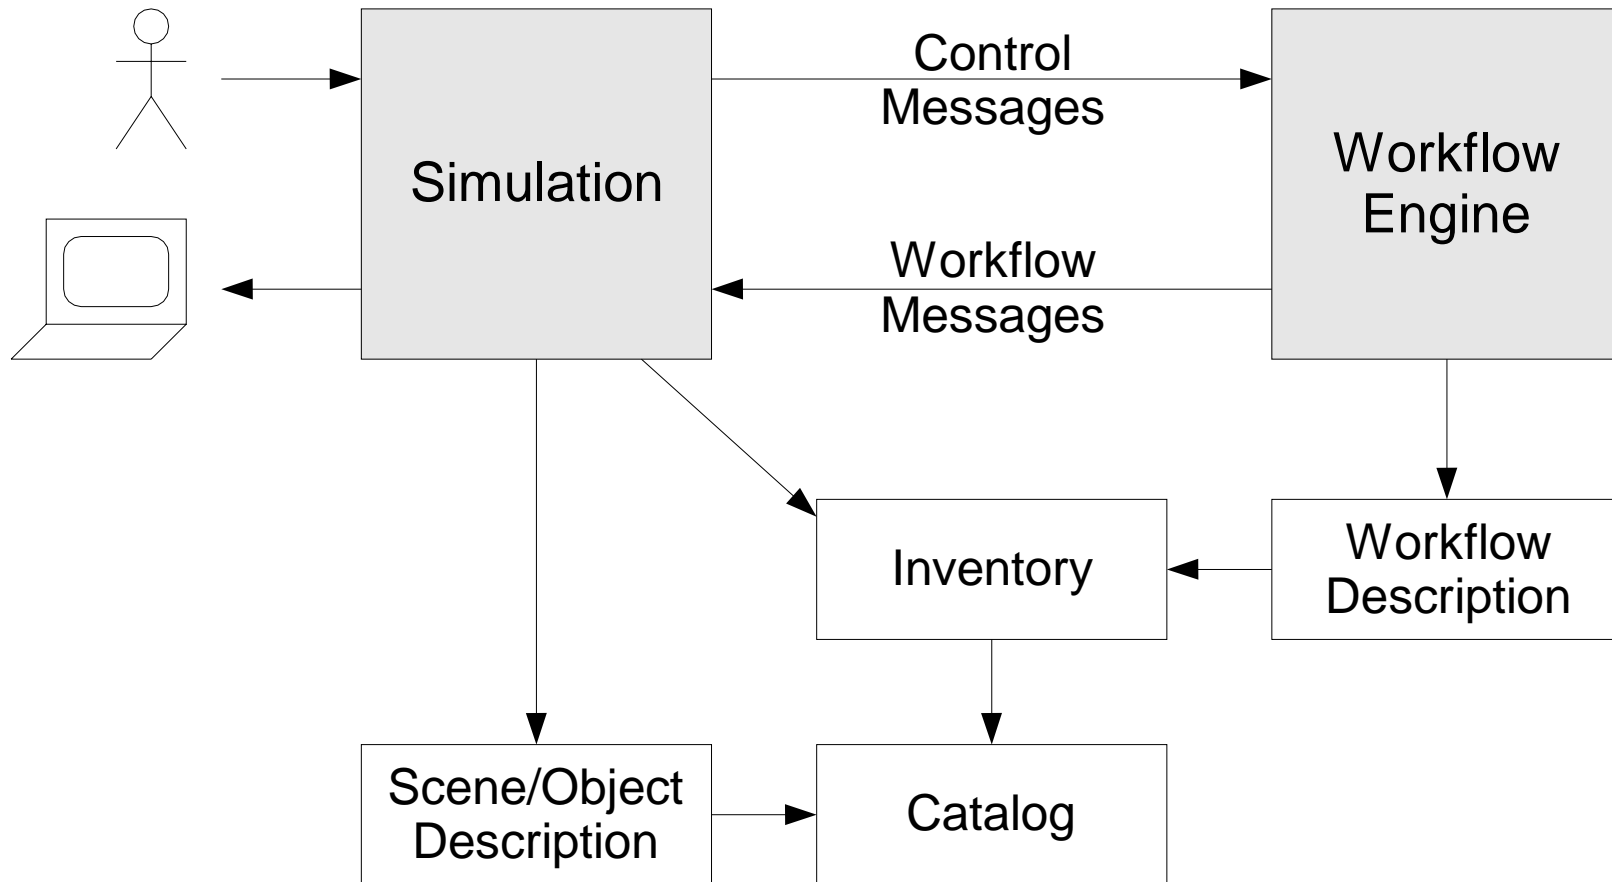 Control
Messages
Simulation
Workflow
Engine
Workflow
Messages
Inventory
Workflow
Description
Scene/Object
Description
Catalog